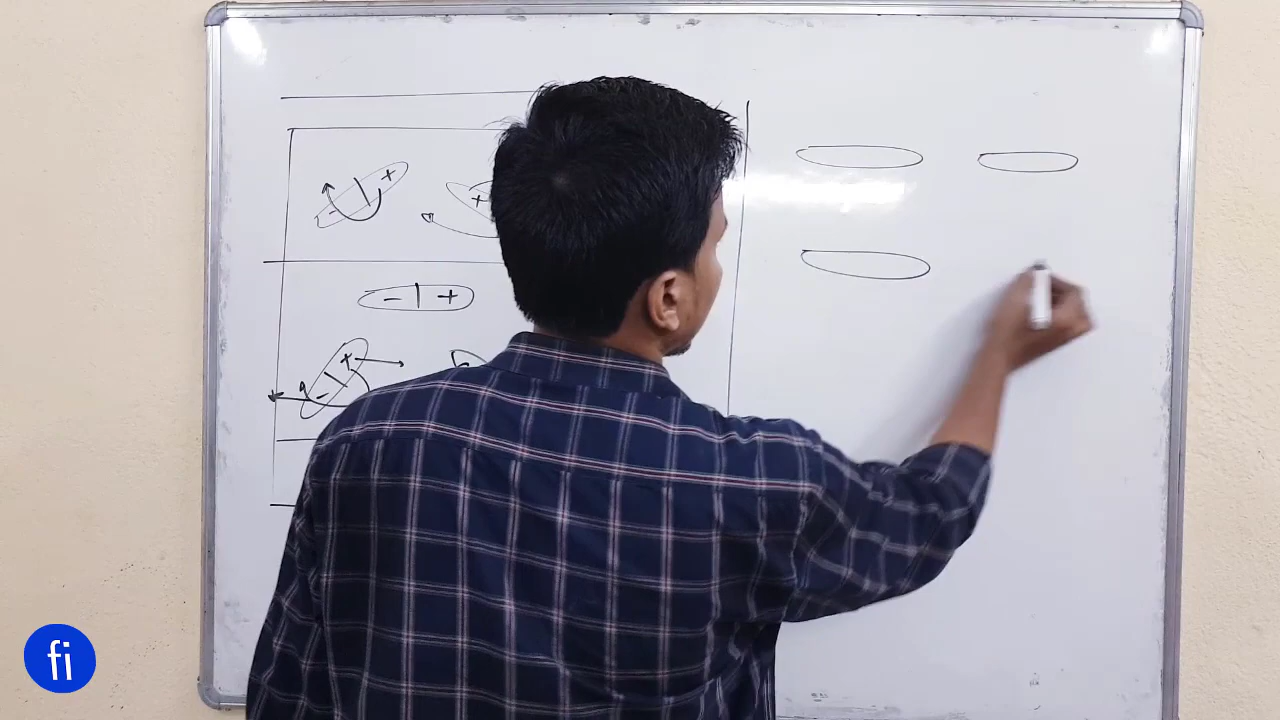 - +
+
- +
- +
fi